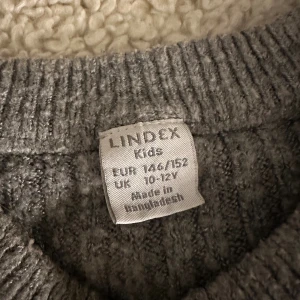 LINDEX
Kids
EUR 146/152
UK 10-12Y
Made in
Bangladesh